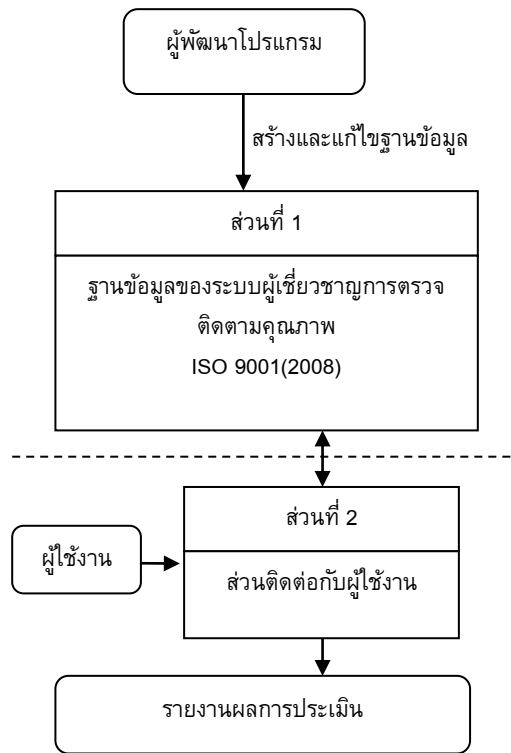 ผู้พัฒนาโปรแกรม
สร้างและแก้ไขฐานข้อมูล
ส่วนที่ 1
ฐานข้อมูลของระบบผู้เชี่ยวชาญการตรวจ
ติดตามคุณภาพ
ISO 9001(2008)
ส่วนที่ 2
ผู้ใช้งาน
ส่วนติดต่อกับผู้ใช้งาน
รายงานผลการประเมิน